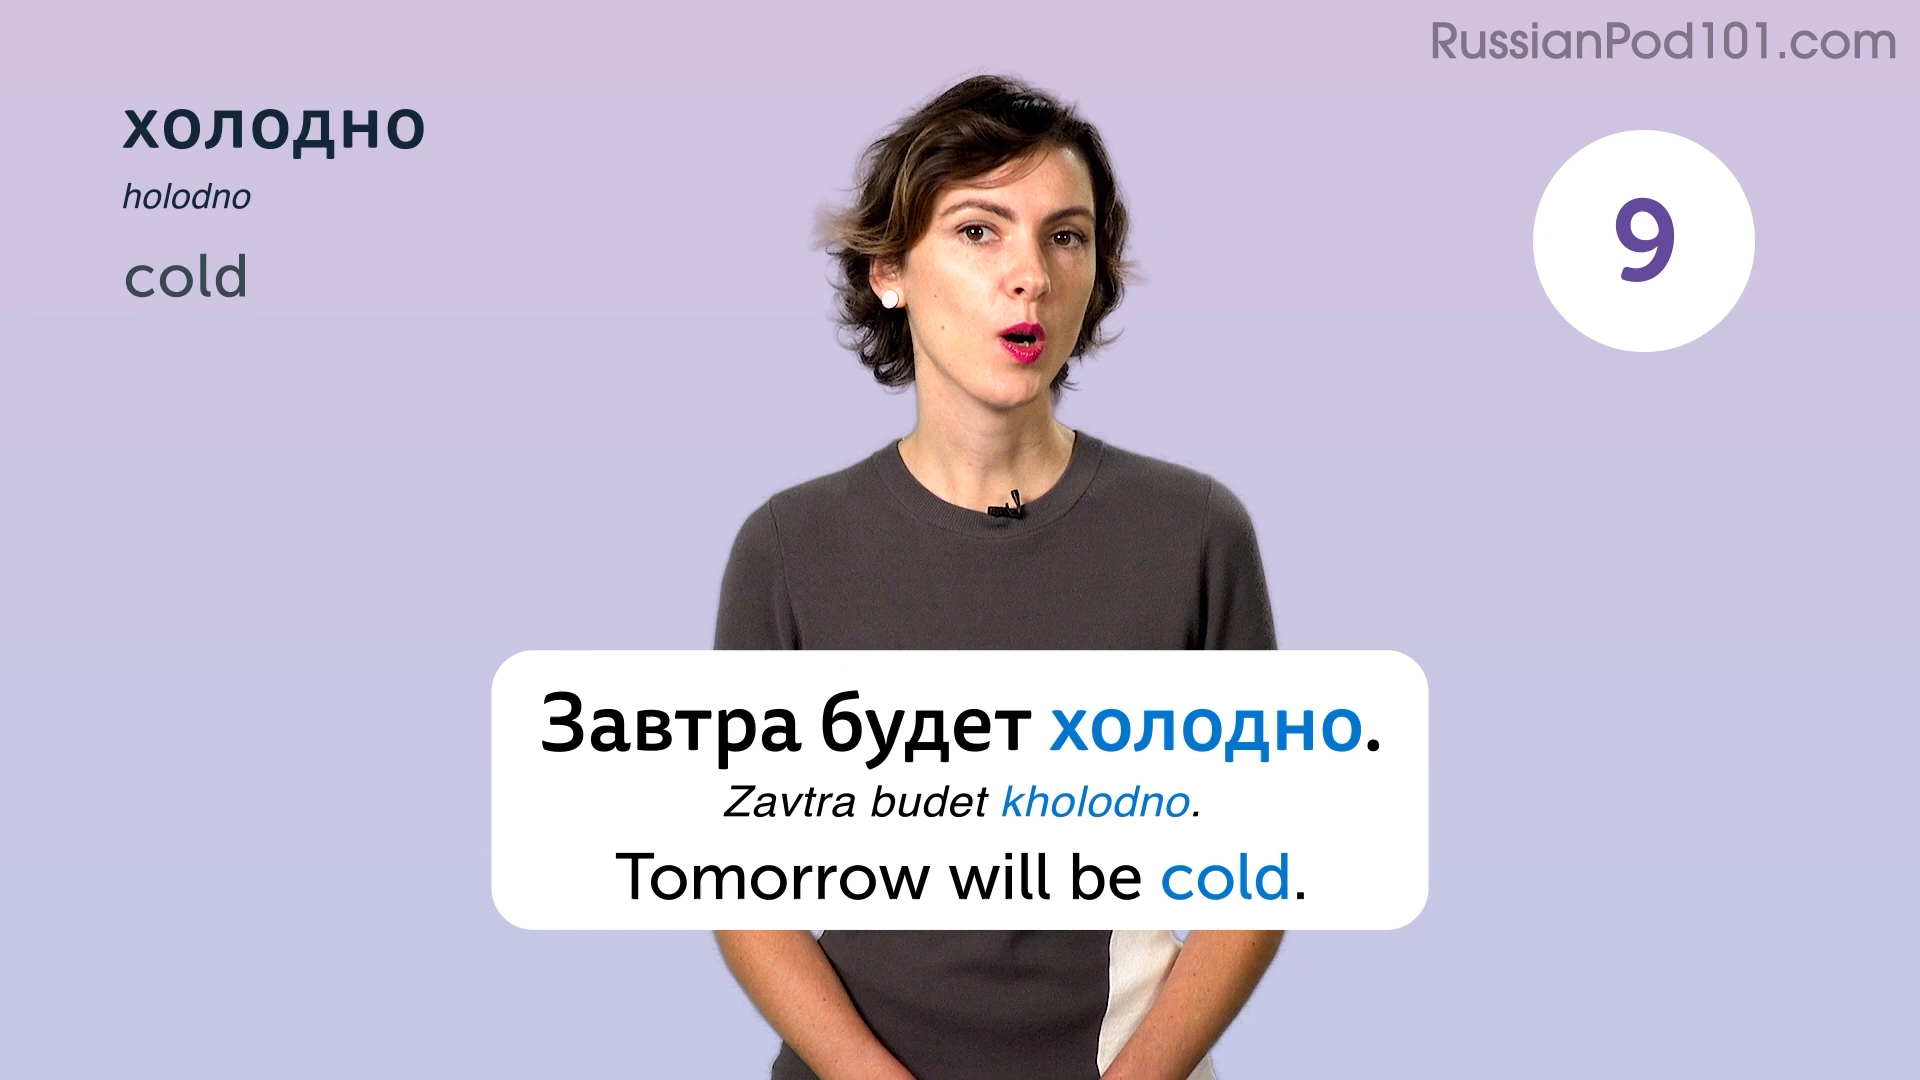 RussianPod101.com
холодно
holodno
cold
9
Завтра будет холодно.
Zavtra budet kholodno.
Tomorrow will be cold.